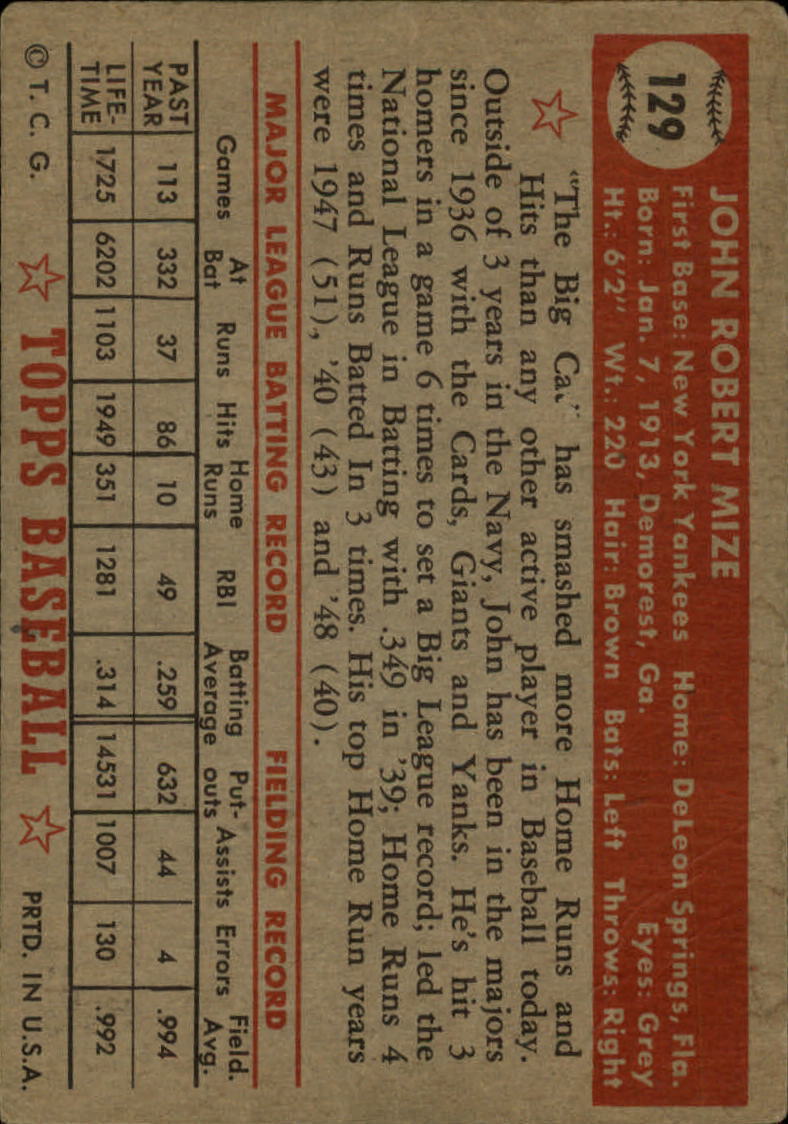 129
JOHN ROBERT MIZE
First Base: New York Yankees Home: DeLeon Springs, Fla.
Born: Jan. 7, 1913, Demorest, Ga. Eyes: Grey
Ht.: 6'2" Wt.: 220 Hair: Brown Bats: Left Throws: Right
"The Big Ca has smashed more Home Runs and
Hits than any other active player in Baseball today.
Outside of 3 years in the Navy, John has been in the majors
since 1936 with the Cards, Giants and Yanks. He's hit 3
homers in a game 6 times to set a Big League record; led the
National League in Batting with .349 in '39; Home Runs 4
times and Runs Batted In 3 times. His top Home Run years
were 1947 (51), '40 (43) and '48 (40).
MAJOR LEAGUE BATTING RECORD FIELDING RECORD
Games At Bat Runs Hits Home Runs RBI Batting Average Put-outs Assists Errors Field. Avg.
PAST YEAR 113 332 37 86 10 49 .259 632 44 4 .994
LIFE-TIME 1725 6202 1103 1949 351 1281 .314 14531 1007 130 .992
© T. C. G. TOPPS BASEBALL PRTD. IN U.S.A.